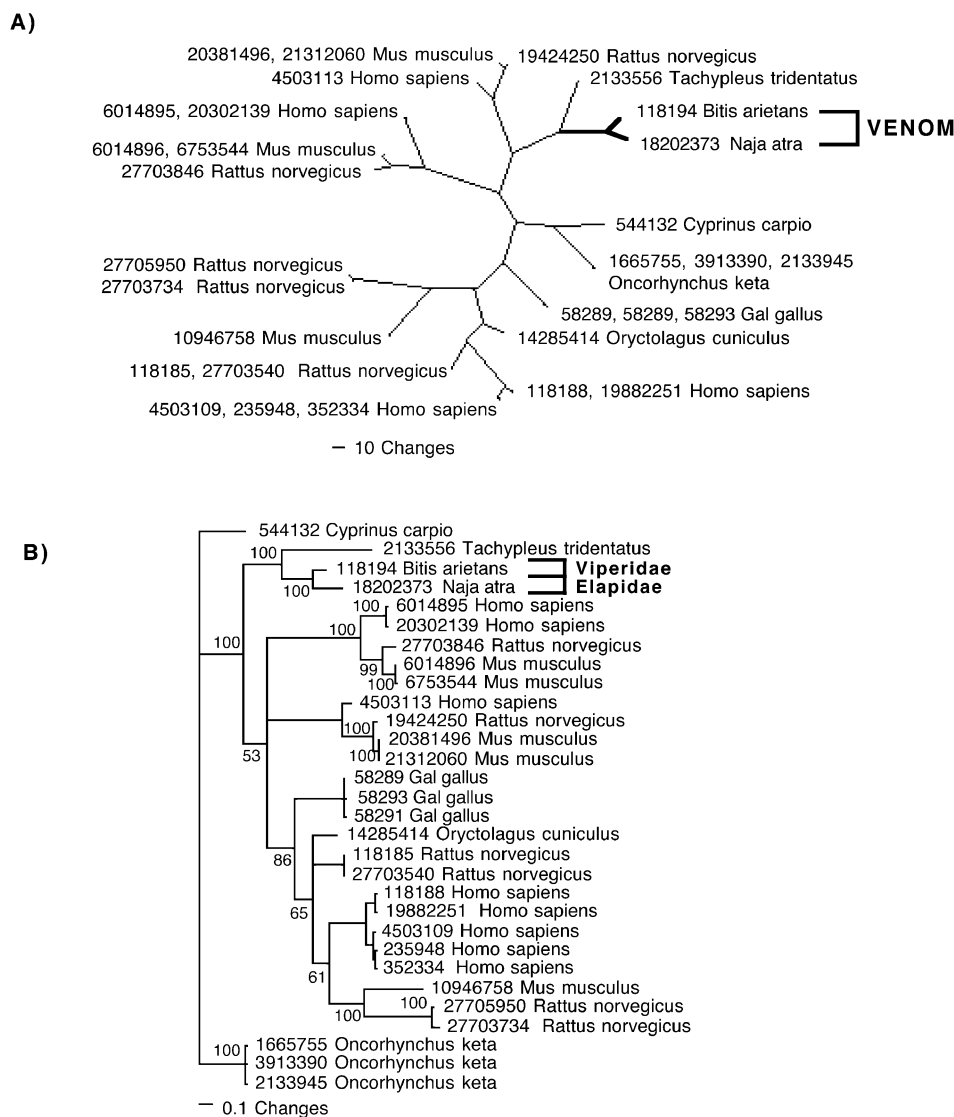 A)
20381496, 21312060 Mus musculus
19424250 Rattus norvegicus
4503113 Homo sapiens
2133556 Tachypleus tridentatus
6014895, 20302139 Homo sapiens
118194 Bitis arietans
VENOM
18202373 Naja atra
6014896, 6753544 Mus musculus
27703846 Rattus norvegicus
544132 Cyprinus carpio
1665755, 3913390, 2133945
Oncorhynchus keta
27705950 Rattus norvegicus
27703734 Rattus norvegicus
58289, 58289, 58293 Gal gallus
10946758 Mus musculus
14285414 Oryctolagus cuniculus
118185, 27703540 Rattus norvegicus
118188, 19882251 Homo sapiens
4503109, 235948, 352334 Homo sapiens
10 Changes
B)
544132 Cyprinus carpio
100
2133556 Tachypleus tridentatus
118194 Bitis arietans
Viperidae
100
18202373 Naja atra
Elapidae
100
6014895 Homo sapiens
20302139 Homo sapiens
100
100
27703846 Rattus norvegicus
99
6014896 Mus musculus
100
6753544 Mus musculus
4503113 Homo sapiens
19424250 Rattus norvegicus
100
20381496 Mus musculus
100
21312060 Mus musculus
53
58289 Gal gallus
58293 Gal gallus
58291 Gal gallus
14285414 Oryctolagus cuniculus
86
118185 Rattus norvegicus
27703540 Rattus norvegicus
118188 Homo sapiens
65
19882251 Homo sapiens
4503109 Homo sapiens
235948 Homo sapiens
352334 Homo sapiens
61
10946758 Mus musculus
100
27705950 Rattus norvegicus
100
27703734 Rattus norvegicus
100
1665755 Oncorhynchus keta
3913390 Oncorhynchus keta
2133945 Oncorhynchus keta
0.1 Changes